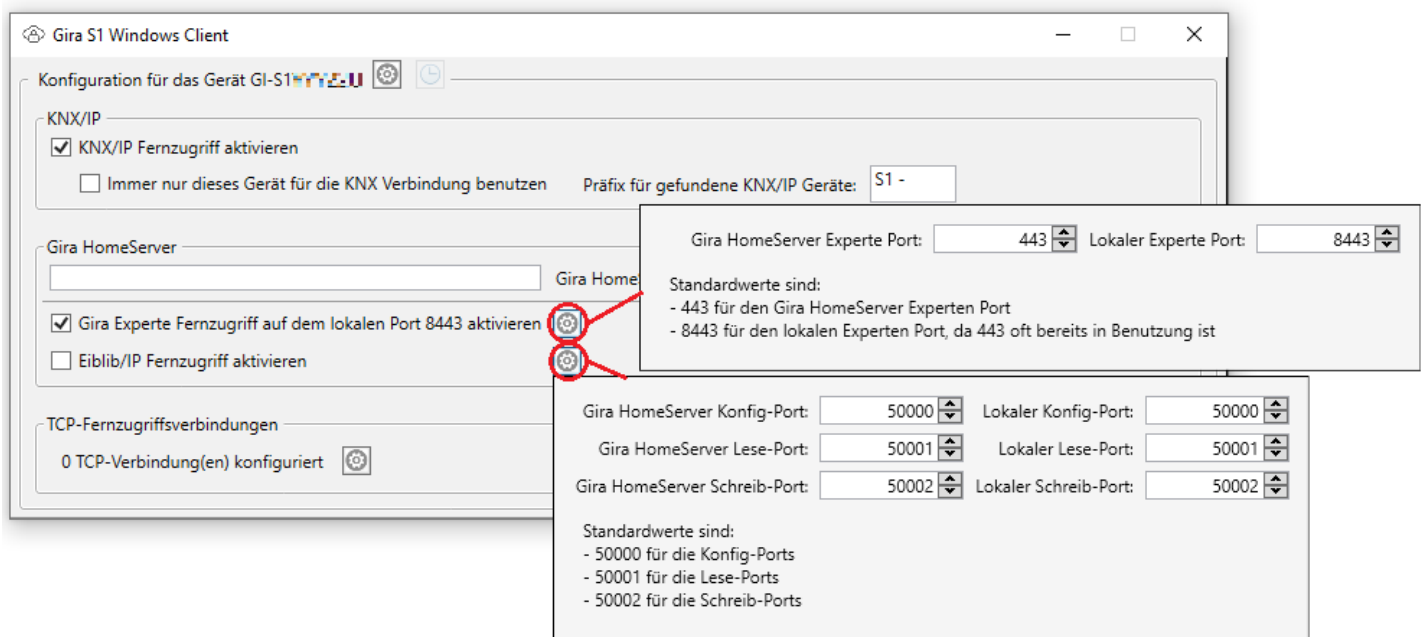 Gira S1 Windows Client
Konfiguration für das Gerät GI-S1
KNX/IP
KNX/IP Fernzugriff aktivieren
Immer nur dieses Gerät für die KNX Verbindung benutzen Präfix für gefundene KNX/IP Geräte: S1 -
Gira HomeServer
Gira Home
Gira Experte Fernzugriff auf dem lokalen Port 8443 aktivieren
Eiblib/IP Fernzugriff aktivieren
TCP-Fernzugriffsverbindungen
0 TCP-Verbindung(en) konfiguriert
Gira HomeServer Experte Port: 443 Lokaler Experte Port: 8443
Standardwerte sind:
- 443 für den Gira HomeServer Experten Port
- 8443 für den lokalen Experten Port, da 443 oft bereits in Benutzung ist
Gira HomeServer Konfig-Port: 50000 Lokaler Konfig-Port: 50000
Gira HomeServer Lese-Port: 50001 Lokaler Lese-Port: 50001
Gira HomeServer Schreib-Port: 50002 Lokaler Schreib-Port: 50002
Standardwerte sind:
- 50000 für die Konfig-Ports
- 50001 für die Lese-Ports
- 50002 für die Schreib-Ports